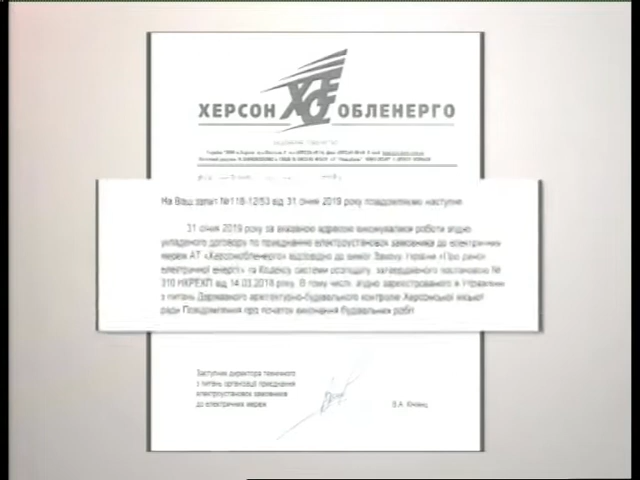 ХЕРСОН ХОЕ ОБЛЕНЕРГО
На Ваш запит №118-12/53 від 31 січня 2019 року повідомляємо наступне
31 січня 2019 року за вказаною адресою виконувалися роботи згідно
укладеного договору по приєднанню електроустановок замовника до електричних
мереж АТ «Херсонобленерго» відповідно до вимог Закону України «Про ринок
електричної енергії» та Кодексу системи розподілу, затвердженого постановою №
310 НКРЕКП від 14.03.2018 року. В тому числі, згідно зареєстрованого в Управлінні
з питань Державного архітектурно-будівельного контролю Херсонської міської
ради Повідомлення про початок виконання будівельних робіт.
Заступник директора технічного
з питань організації приєднання
електроустановок замовників
до електричних мереж
В.А.